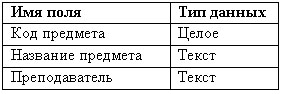 Имя поля Тип данных
Код предмета Целое
Название предмета Текст
Преподаватель Текст